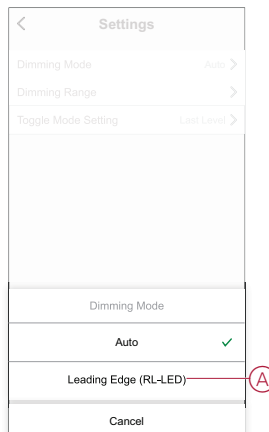 Settings
Dimming Mode Auto
Dimming Range
Toggle Mode Setting Last Level
Dimming Mode
Auto
Leading Edge (RL-LED) A
Cancel